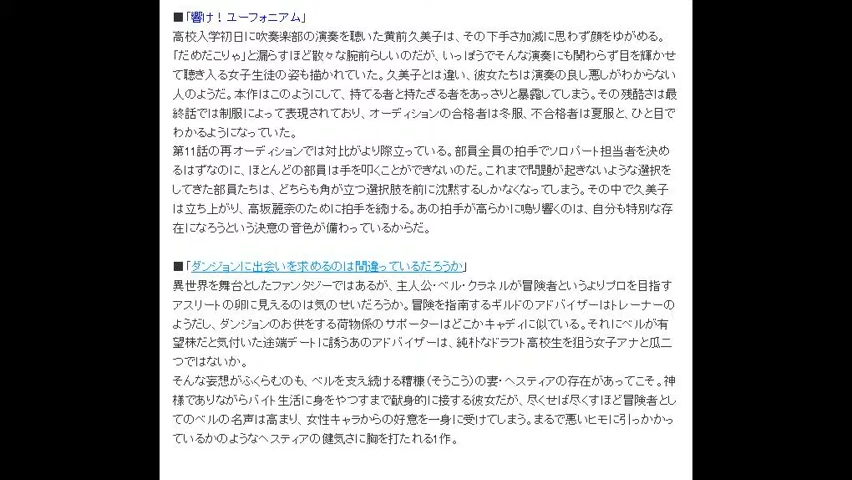 ■「響け！ユーフォニアム」
高校入学初日に吹奏楽部の演奏を聴いた黄前久美子は、その下手さ加減に思わず顔をゆがめる。
「だめだこりゃ」と漏らすほど散々な腕前らしいのだが、いっぽうでそんな演奏にも関わらず目を輝かせ
て聴き入る女子生徒の姿も描かれていた。久美子とは違い、彼女たちは演奏の良し悪しがわからない
人のようだ。本作はこのようにして、持てる者と持たざる者をあっさりと暴露してしまう。その残酷さは最
終話では制服によって表現されており、オーディションの合格者は冬服、不合格者は夏服と、ひと目で
わかるようになっていた。
第11話の再オーディションでは対比がより際立っている。部員全員の拍手でソロパート担当者を決め
るはずなのに、ほとんどの部員は手を叩くことができないのだ。これまで問題が起きないような選択を
してきた部員たちは、どちらも角が立つ選択肢を前に沈黙するしかなくなってしまう。その中で久美子
は立ち上がり、高坂麗奈のために拍手を続ける。あの拍手が高らかに鳴り響くのは、自分も特別な存
在になろうという決意の音色が備わっているからだ。
■「ダンジョンに出会いを求めるのは間違っているだろうか」
異世界を舞台としたファンタジーではあるが、主人公・ベル・クラネルが冒険者というよりプロを目指す
アスリートの卵に見えるのは気のせいだろうか。冒険を指南するギルドのアドバイザーはトレーナーの
ようだし、ダンジョンのお供をする荷物係のサポーターはどこかキャディに似ている。それにベルが有
望株だと気付いた途端デートに誘うあのアドバイザーは、純朴なドラフト高校生を狙う女子アナと瓜二
つではないか。
そんな妄想がふくらむのも、ベルを支え続ける糟糠（そうこう）の妻・ヘスティアの存在があってこそ。神
様でありながらバイト生活に身をやつすまで献身的に接する彼女だが、尽くせば尽くすほど冒険者とし
てのベルの名声は高まり、女性キャラからの好意を一身に受けてしまう。まるで悪いヒモに引っかかっ
ているかのようなヘスティアの健気さに胸を打たれる1作。